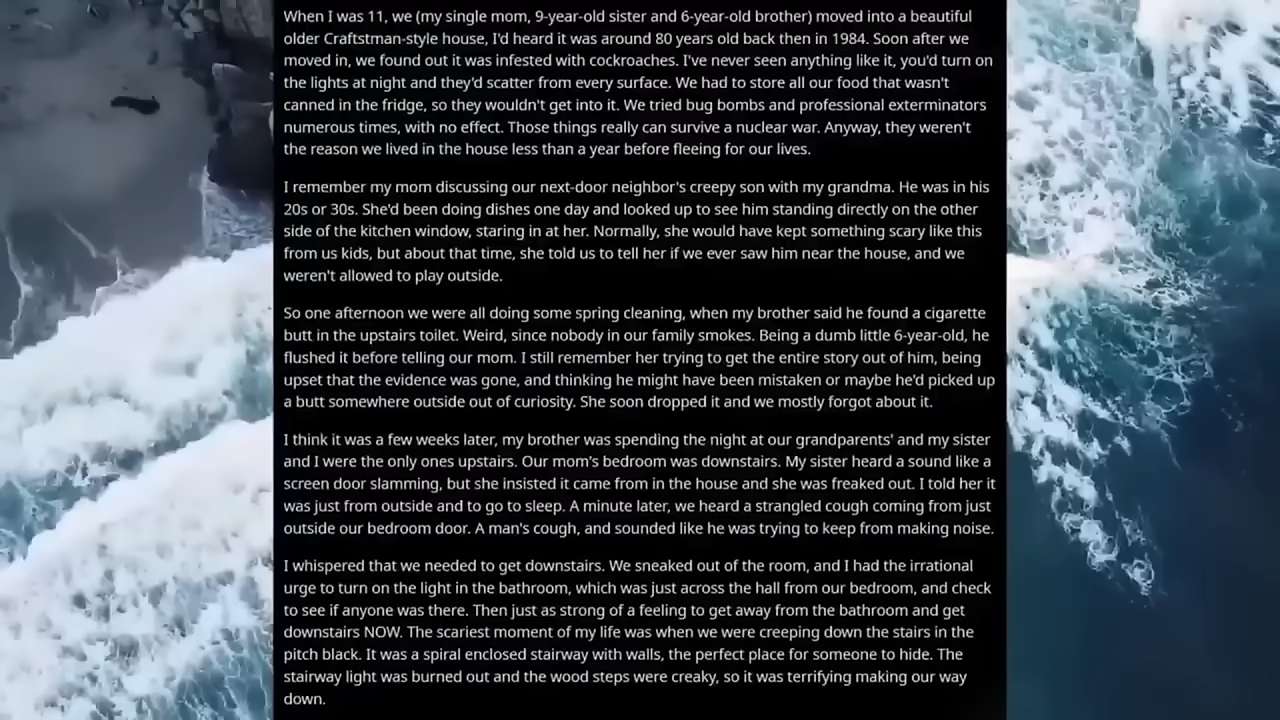 When I was 11, we (my single mom, 9-year-old sister and 6-year-old brother) moved into a beautiful
older Craftstman-style house, I'd heard it was around 80 years old back then in 1984. Soon after we
moved in, we found out it was infested with cockroaches. I've never seen anything like it, you'd turn on
the lights at night and they'd scatter from every surface. We had to store all our food that wasn't
canned in the fridge, so they wouldn't get into it. We tried bug bombs and professional exterminators
numerous times, with no effect. Those things really can survive a nuclear war. Anyway, they weren't
the reason we lived in the house less than a year before fleeing for our lives.
I remember my mom discussing our next-door neighbor's creepy son with my grandma. He was in his
20s or 30s. She'd been doing dishes one day and looked up to see him standing directly on the other
side of the kitchen window, staring in at her. Normally, she would have kept something scary like this
from us kids, but about that time, she told us to tell her if we ever saw him near the house, and we
weren't allowed to play outside.
So one afternoon we were all doing some spring cleaning, when my brother said he found a cigarette
butt in the upstairs toilet. Weird, since nobody in our family smokes. Being a dumb little 6-year-old, he
flushed it before telling our mom. I still remember her trying to get the entire story out of him, being
upset that the evidence was gone, and thinking he might have been mistaken or maybe he'd picked up
a butt somewhere outside out of curiosity. She soon dropped it and we mostly forgot about it.
I think it was a few weeks later, my brother was spending the night at our grandparents' and my sister
and I were the only ones upstairs. Our mom's bedroom was downstairs. My sister heard a sound like a
screen door slamming, but she insisted it came from in the house and she was freaked out. I told her it
was just from outside and to go to sleep. A minute later, we heard a strangled cough coming from just
outside our bedroom door. A man's cough, and sounded like he was trying to keep from making noise.
I whispered that we needed to get downstairs. We sneaked out of the room, and I had the irrational
urge to turn on the light in the bathroom, which was just across the hall from our bedroom, and check
to see if anyone was there. Then just as strong of a feeling to get away from the bathroom and get
downstairs NOW. The scariest moment of my life was when we were creeping down the stairs in the
pitch black. It was a spiral enclosed stairway with walls, the perfect place for someone to hide. The
stairway light was burned out and the wood steps were creaky, so it was terrifying making our way
down.